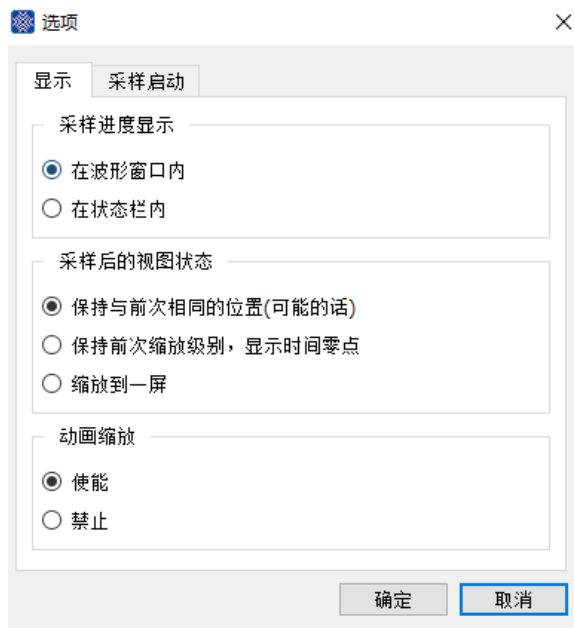 选项
显示 采样启动
采样进度显示
在波形窗口内
在状态栏内
采样后的视图状态
保持与前次相同的位置(可能的话)
保持前次缩放级别，显示时间零点
缩放到一屏
动画缩放
使能
禁止
确定 取消